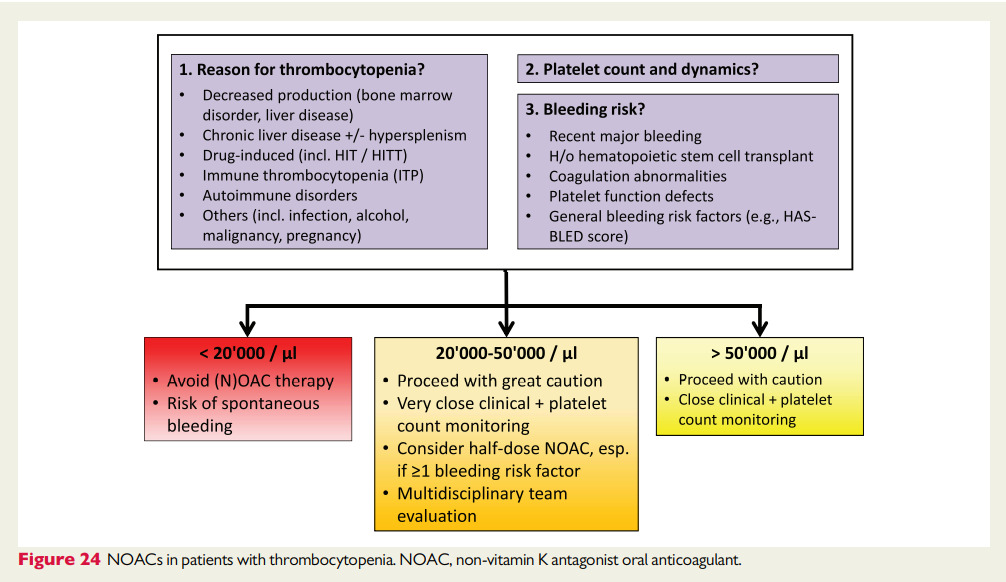 1. Reason for thrombocytopenia?
• Decreased production (bone marrow
disorder, liver disease)
• Chronic liver disease +/- hypersplenism
• Drug-induced (incl. HIT / HITT)
• Immune thrombocytopenia (ITP)
• Autoimmune disorders
• Others (incl. infection, alcohol,
malignancy, pregnancy)
2. Platelet count and dynamics?
3. Bleeding risk?
• Recent major bleeding
• H/o hematopoietic stem cell transplant
• Coagulation abnormalities
• Platelet function defects
• General bleeding risk factors (e.g., HAS-
BLED score)
< 20'000 / µl
• Avoid (N)OAC therapy
• Risk of spontaneous
bleeding
20'000-50'000 / µl
• Proceed with great caution
• Very close clinical + platelet
count monitoring
• Consider half-dose NOAC, esp.
if ≥1 bleeding risk factor
• Multidisciplinary team
evaluation
> 50'000 / µl
• Proceed with caution
• Close clinical + platelet
count monitoring
Figure 24 NOACs in patients with thrombocytopenia. NOAC, non-vitamin K antagonist oral anticoagulant.